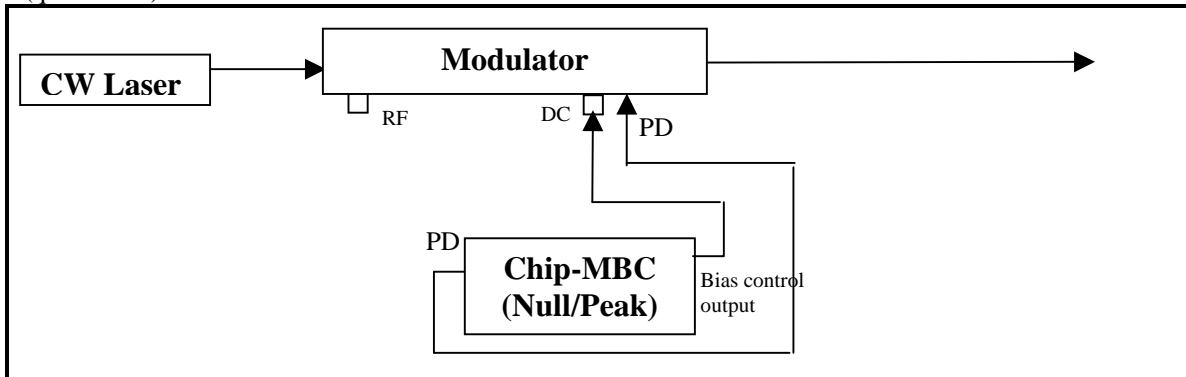 CW Laser
Modulator
RF
DC
PD
PD
Chip-MBC
(Null/Peak)
Bias control
output